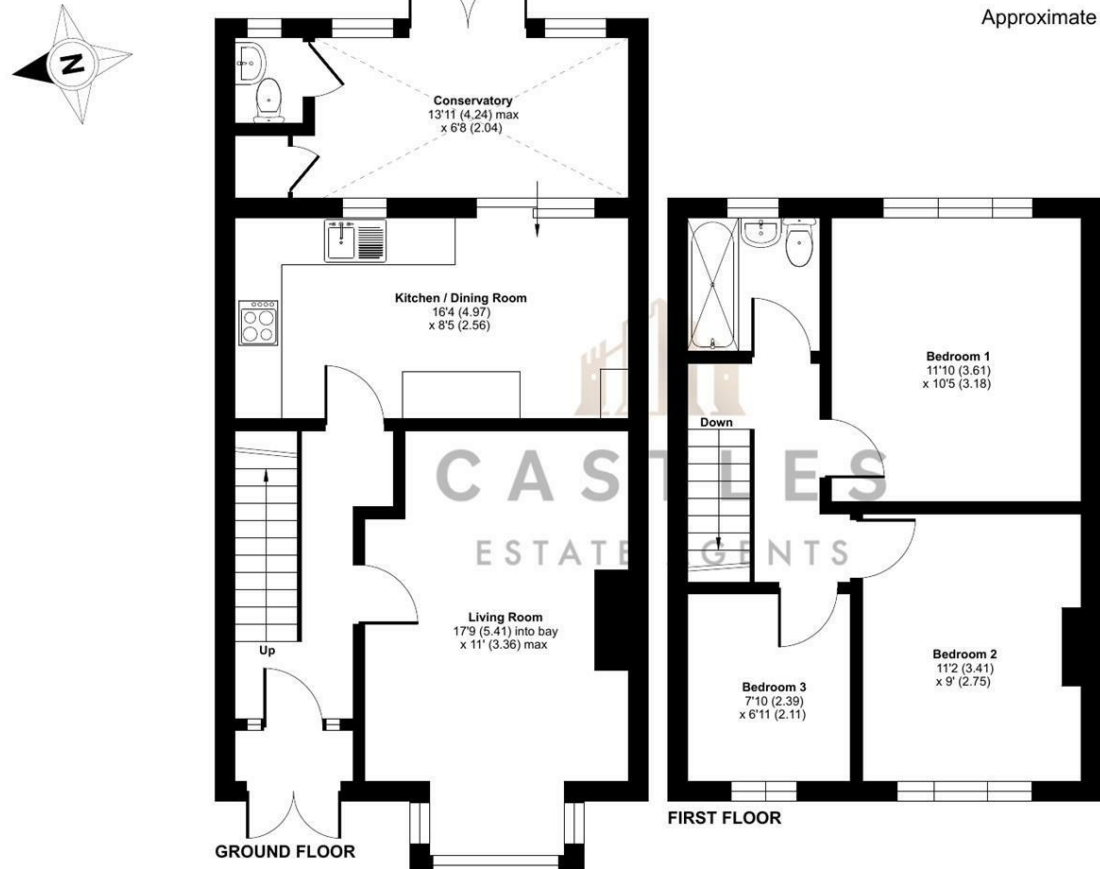 Approximate
N
Conservatory
13'11 (4.24) max
x 6'8 (2.04)
Kitchen / Dining Room
16'4 (4.97)
x 8'5 (2.56)
Bedroom 1
11'10 (3.61)
x 10'5 (3.18)
Down
CASTLES
ESTATE AGENTS
Living Room
17'9 (5.41) into bay
x 11' (3.36) max
Up
Bedroom 2
11'2 (3.41)
x 9' (2.75)
Bedroom 3
7'10 (2.39)
x 6'11 (2.11)
FIRST FLOOR
GROUND FLOOR